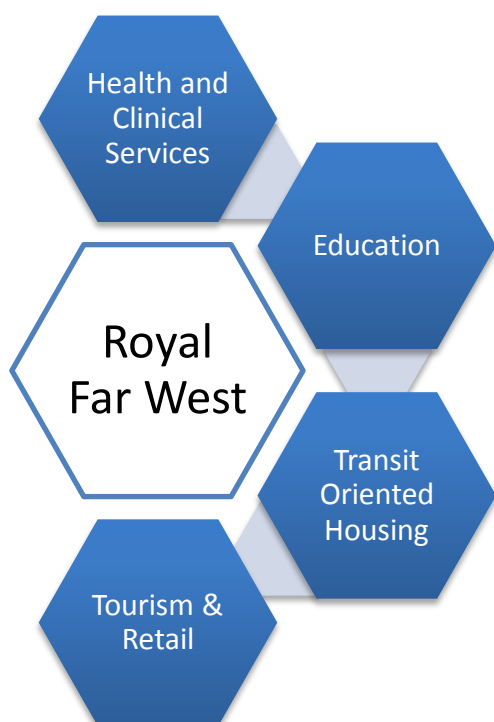 Health and
Clinical
Services
Education
Royal
Far West
Transit
Oriented
Housing
Tourism &
Retail